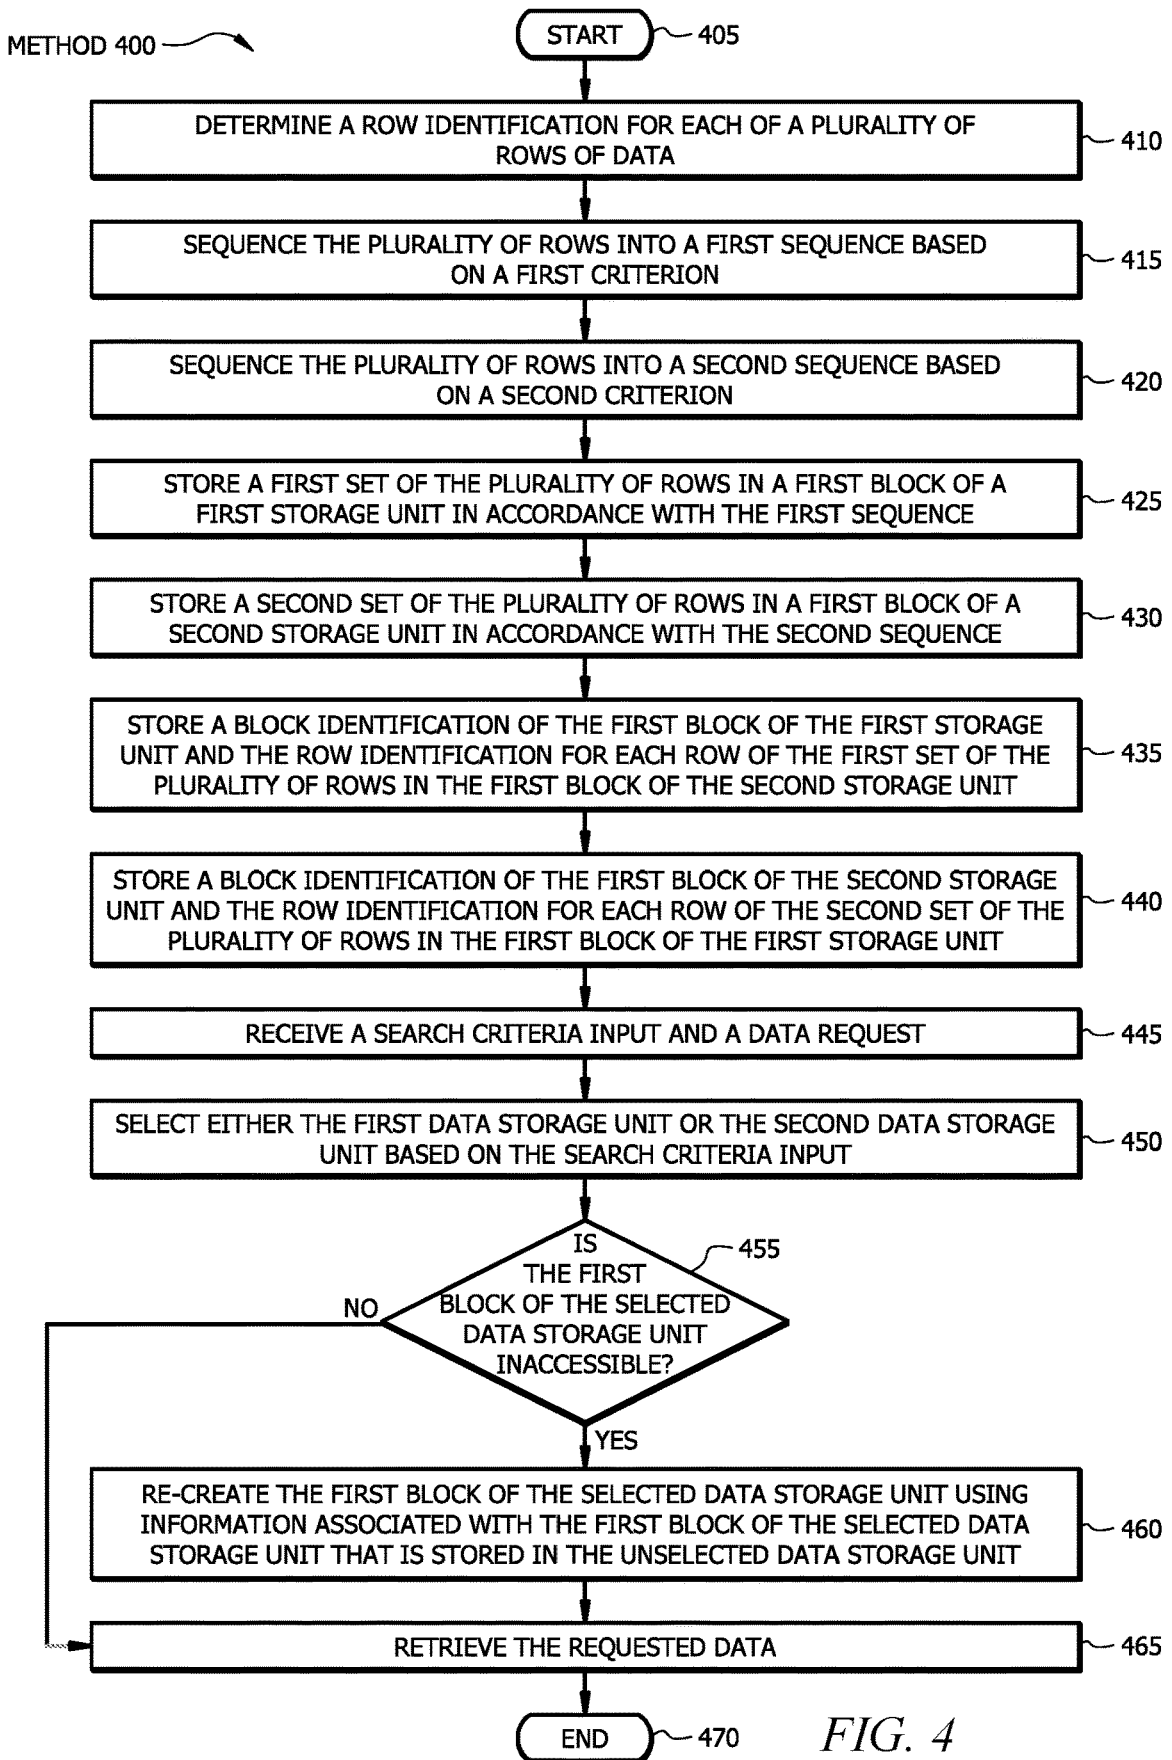 METHOD 400
START
405
DETERMINE A ROW IDENTIFICATION FOR EACH OF A PLURALITY OF
ROWS OF DATA
410
SEQUENCE THE PLURALITY OF ROWS INTO A FIRST SEQUENCE BASED
ON A FIRST CRITERION
415
SEQUENCE THE PLURALITY OF ROWS INTO A SECOND SEQUENCE BASED
ON A SECOND CRITERION
420
STORE A FIRST SET OF THE PLURALITY OF ROWS IN A FIRST BLOCK OF A
FIRST STORAGE UNIT IN ACCORDANCE WITH THE FIRST SEQUENCE
425
STORE A SECOND SET OF THE PLURALITY OF ROWS IN A FIRST BLOCK OF A
SECOND STORAGE UNIT IN ACCORDANCE WITH THE SECOND SEQUENCE
430
STORE A BLOCK IDENTIFICATION OF THE FIRST BLOCK OF THE FIRST STORAGE
UNIT AND THE ROW IDENTIFICATION FOR EACH ROW OF THE FIRST SET OF THE
PLURALITY OF ROWS IN THE FIRST BLOCK OF THE SECOND STORAGE UNIT
435
STORE A BLOCK IDENTIFICATION OF THE FIRST BLOCK OF THE SECOND STORAGE
UNIT AND THE ROW IDENTIFICATION FOR EACH ROW OF THE SECOND SET OF THE
PLURALITY OF ROWS IN THE FIRST BLOCK OF THE FIRST STORAGE UNIT
440
RECEIVE A SEARCH CRITERIA INPUT AND A DATA REQUEST
445
SELECT EITHER THE FIRST DATA STORAGE UNIT OR THE SECOND DATA STORAGE
UNIT BASED ON THE SEARCH CRITERIA INPUT
450
IS
THE FIRST
BLOCK OF THE SELECTED
DATA STORAGE UNIT
INACCESSIBLE?
455
NO
YES
RE-CREATE THE FIRST BLOCK OF THE SELECTED DATA STORAGE UNIT USING
INFORMATION ASSOCIATED WITH THE FIRST BLOCK OF THE SELECTED DATA
STORAGE UNIT THAT IS STORED IN THE UNSELECTED DATA STORAGE UNIT
460
RETRIEVE THE REQUESTED DATA
465
END
470
FIG. 4